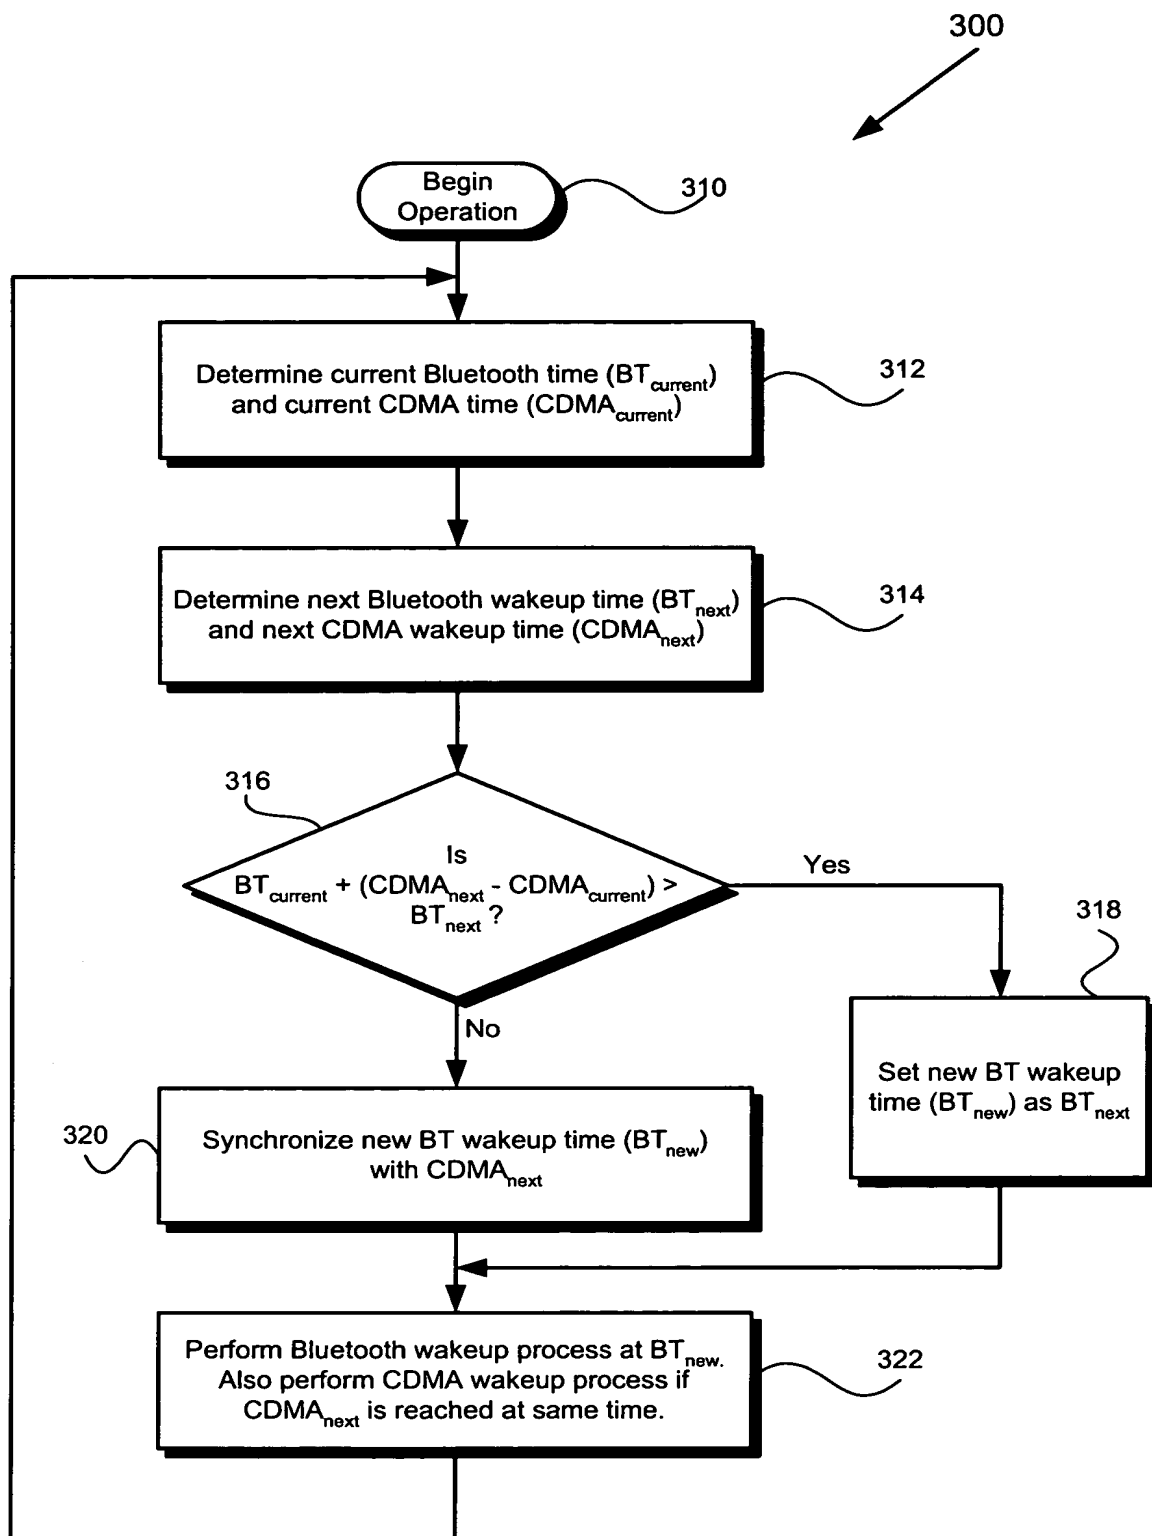 300
Begin
Operation
310
Determine current Bluetooth time (BTcurrent)
and current CDMA time (CDMAcurrent)
312
Determine next Bluetooth wakeup time (BTnext)
and next CDMA wakeup time (CDMAnext)
314
316
Is
BTcurrent + (CDMAnext - CDMAcurrent) >
BTnext ?
Yes
318
No
Set new BT wakeup
time (BTnew) as BTnext
320
Synchronize new BT wakeup time (BTnew)
with CDMAnext
Perform Bluetooth wakeup process at BTnew.
Also perform CDMA wakeup process if
CDMAnext is reached at same time.
322